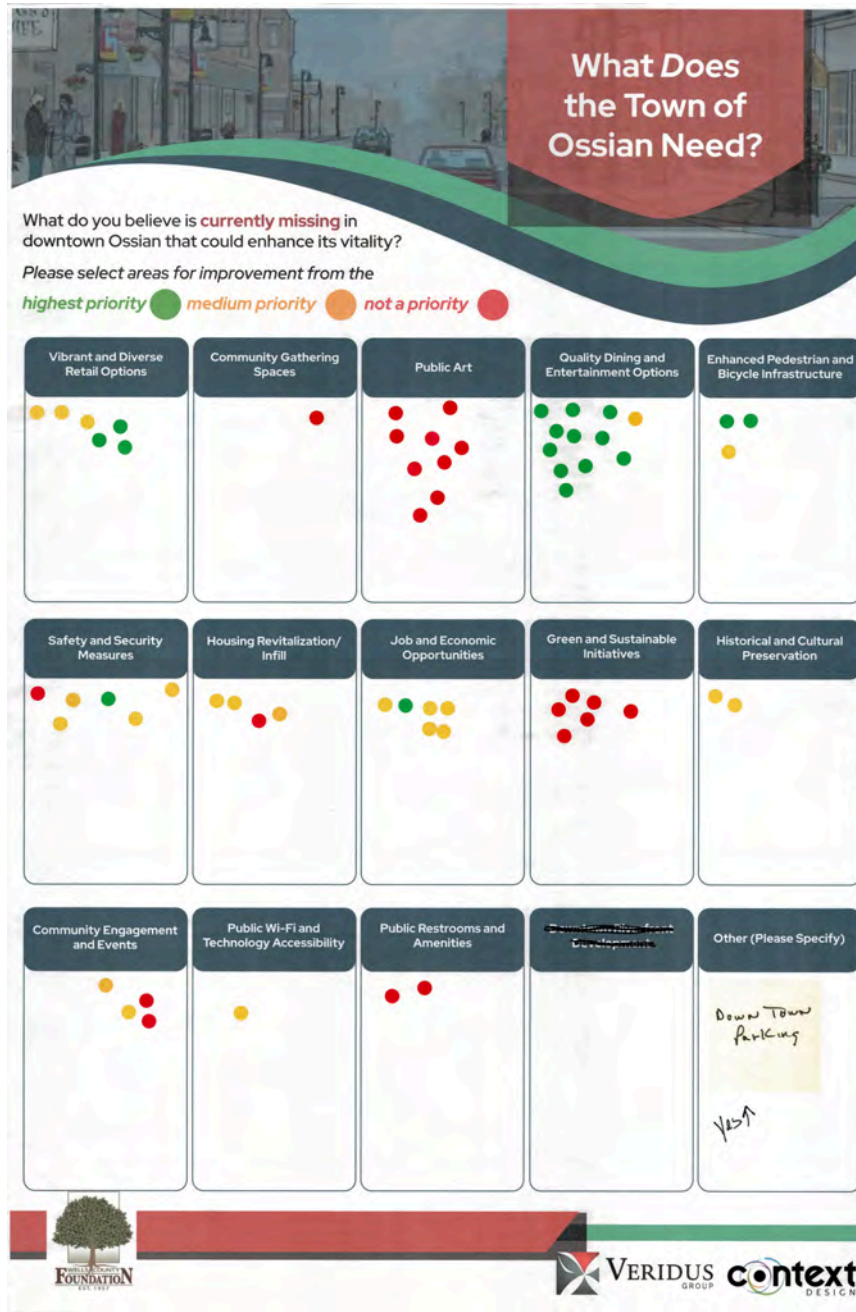 What Does
the Town of
Ossian Need?
What do you believe is currently missing in
downtown Ossian that could enhance its vitality?
Please select areas for improvement from the
highest priority medium priority not a priority
Vibrant and Diverse
Retail Options
Community Gathering
Spaces
Public Art
Quality Dining and
Entertainment Options
Enhanced Pedestrian and
Bicycle Infrastructure
Safety and Security
Measures
Housing Revitalization/
Infill
Job and Economic
Opportunities
Green and Sustainable
Initiatives
Historical and Cultural
Preservation
Community Engagement
and Events
Public Wi-Fi and
Technology Accessibility
Public Restrooms and
Amenities
Other (Please Specify)
Down Town
Parking
Yes↑
WELLS COUNTY
FOUNDATION
EST. 1957
VERIDUS
GROUP
context
DESIGN